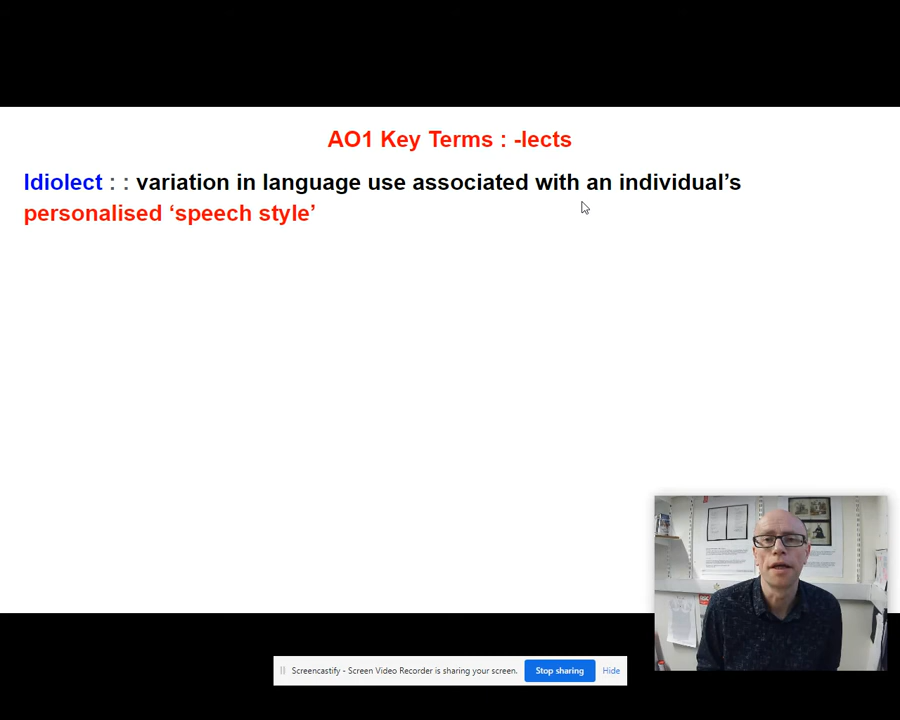 AO1 Key Terms : -lects
Idiolect : : variation in language use associated with an individual’s
personalised ‘speech style’
Screencastify - Screen Video Recorder is sharing your screen.
Stop sharing
Hide